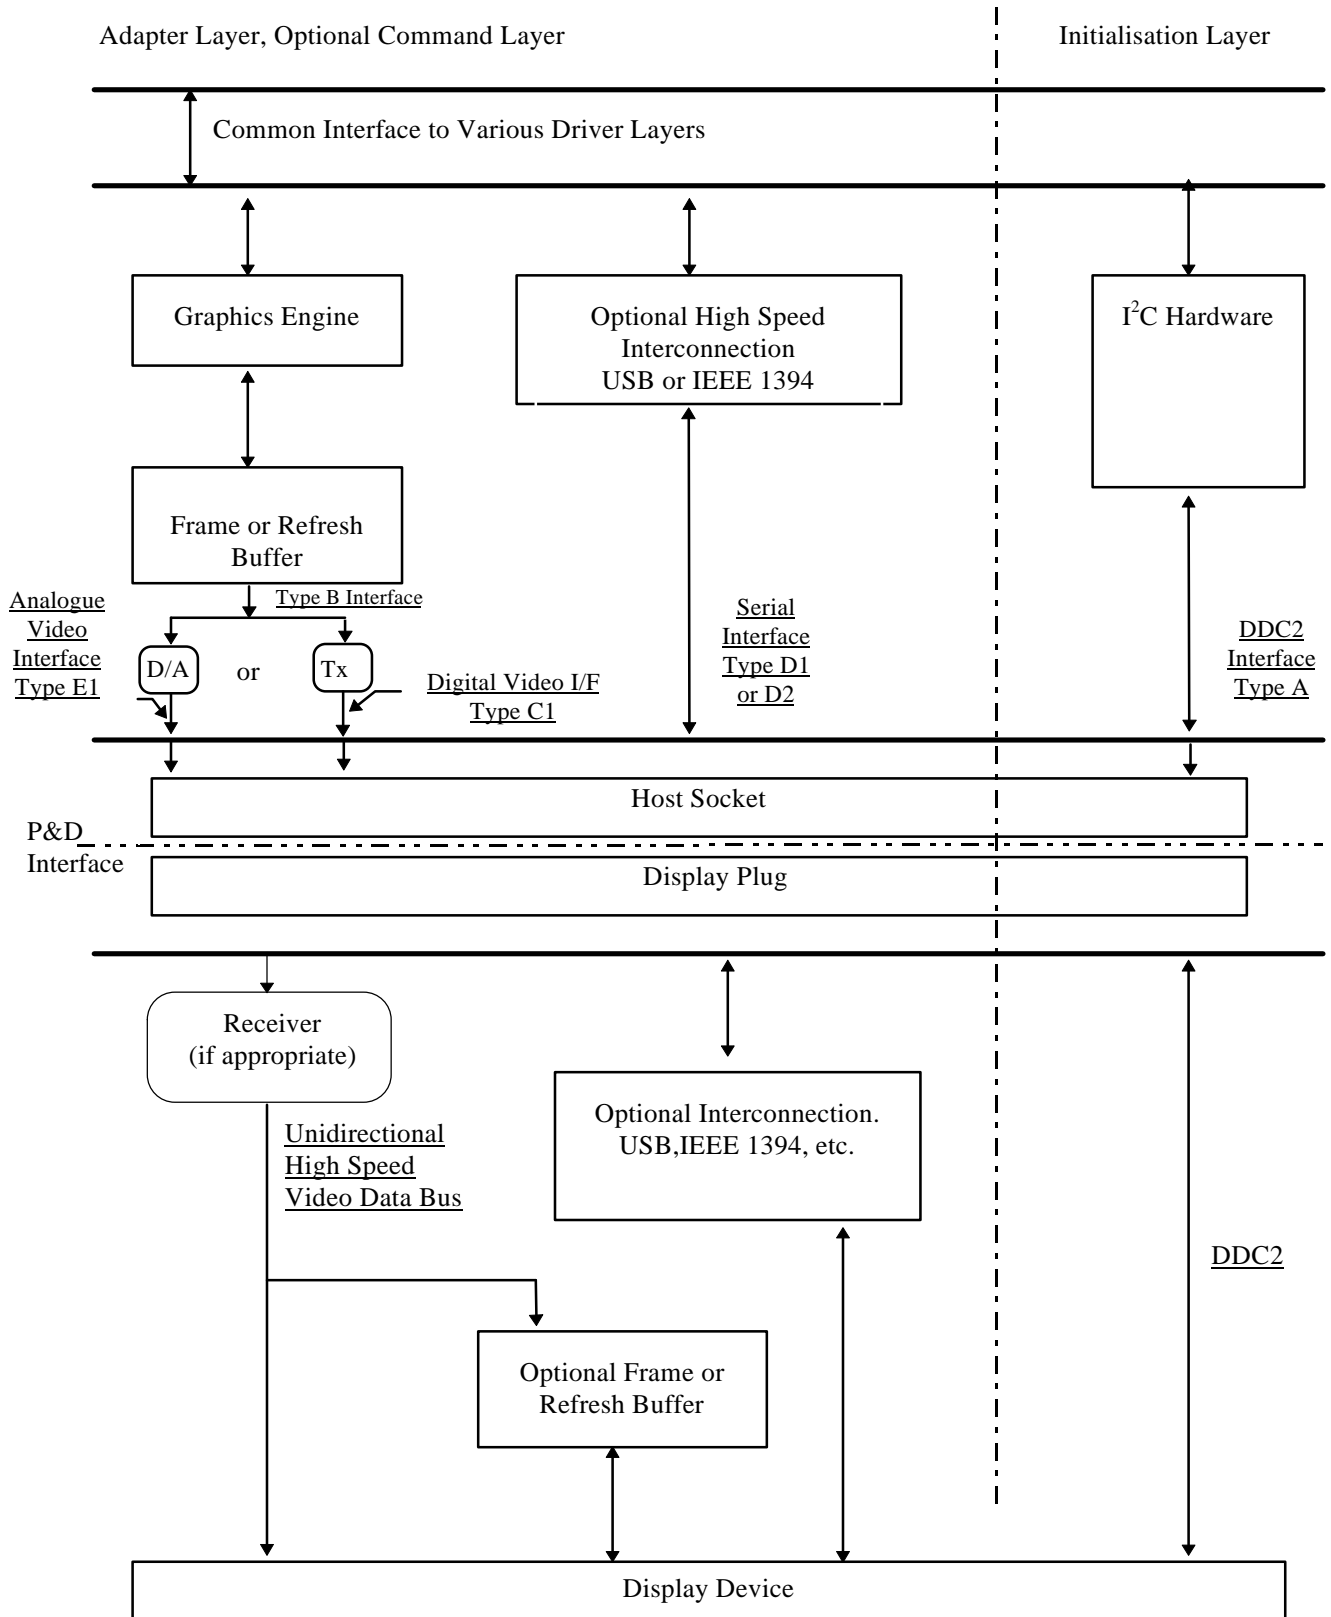 Adapter Layer, Optional Command Layer
Initialisation Layer
Common Interface to Various Driver Layers
Graphics Engine
Optional High Speed
Interconnection
USB or IEEE 1394
I²C Hardware
Frame or Refresh
Buffer
Analogue
Video
Interface
Type E1
Type B Interface
D/A
or
Tx
Digital Video I/F
Type C1
Serial
Interface
Type D1
or D2
DDC2
Interface
Type A
Host Socket
P&D
Interface
Display Plug
Receiver
(if appropriate)
Unidirectional
High Speed
Video Data Bus
Optional Interconnection.
USB,IEEE 1394, etc.
DDC2
Optional Frame or
Refresh Buffer
Display Device